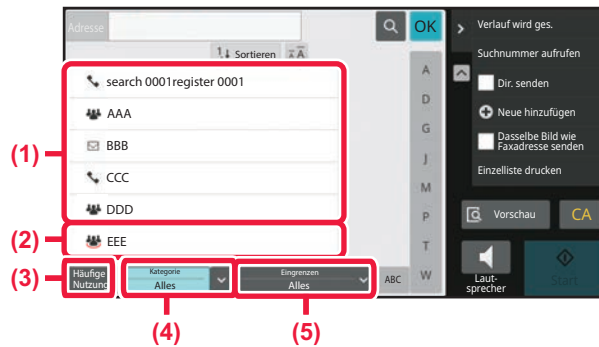 Adresse
OK
Sortieren
search 0001register 0001
AAA
BBB
CCC
DDD
EEE
(1)
(2)
(3)
Häufige
Nutzung
Kategorie
Alles
Eingrenzen
Alles
ABC
(4)
(5)
A
D
G
J
M
P
T
W
Verlauf wird ges.
Suchnummer aufrufen
Dir. senden
Neue hinzufügen
Dasselbe Bild wie
Faxadresse senden
Einzelliste drucken
Vorschau
CA
Laut-
sprecher
Start